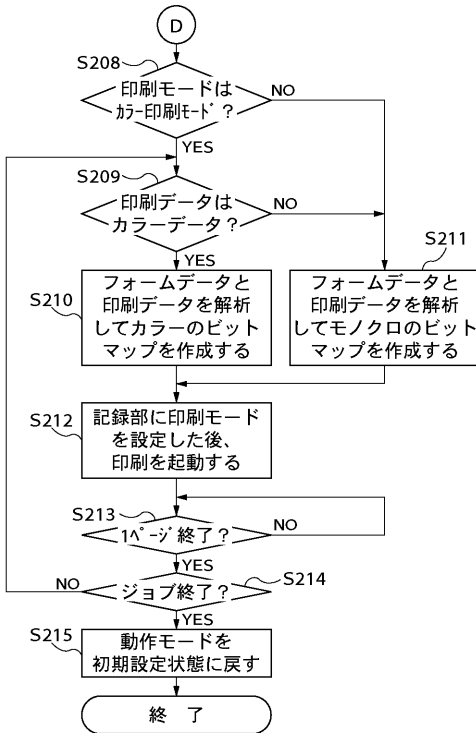 D
S208
印刷モードは
ｶﾗｰ印刷ﾓｰﾄﾞ?
NO
YES
S209
印刷データは
カラーデータ?
NO
YES
S211
S210
フォームデータと
印刷データを解析
してカラーのビット
マップを作成する
フォームデータと
印刷データを解析
してモノクロのビット
マップを作成する
S212
記録部に印刷モード
を設定した後、
印刷を起動する
S213
1ﾍﾟｰｼﾞ終了?
NO
YES
S214
NO
ジョブ終了?
YES
S215
動作モードを
初期設定状態に戻す
終 了